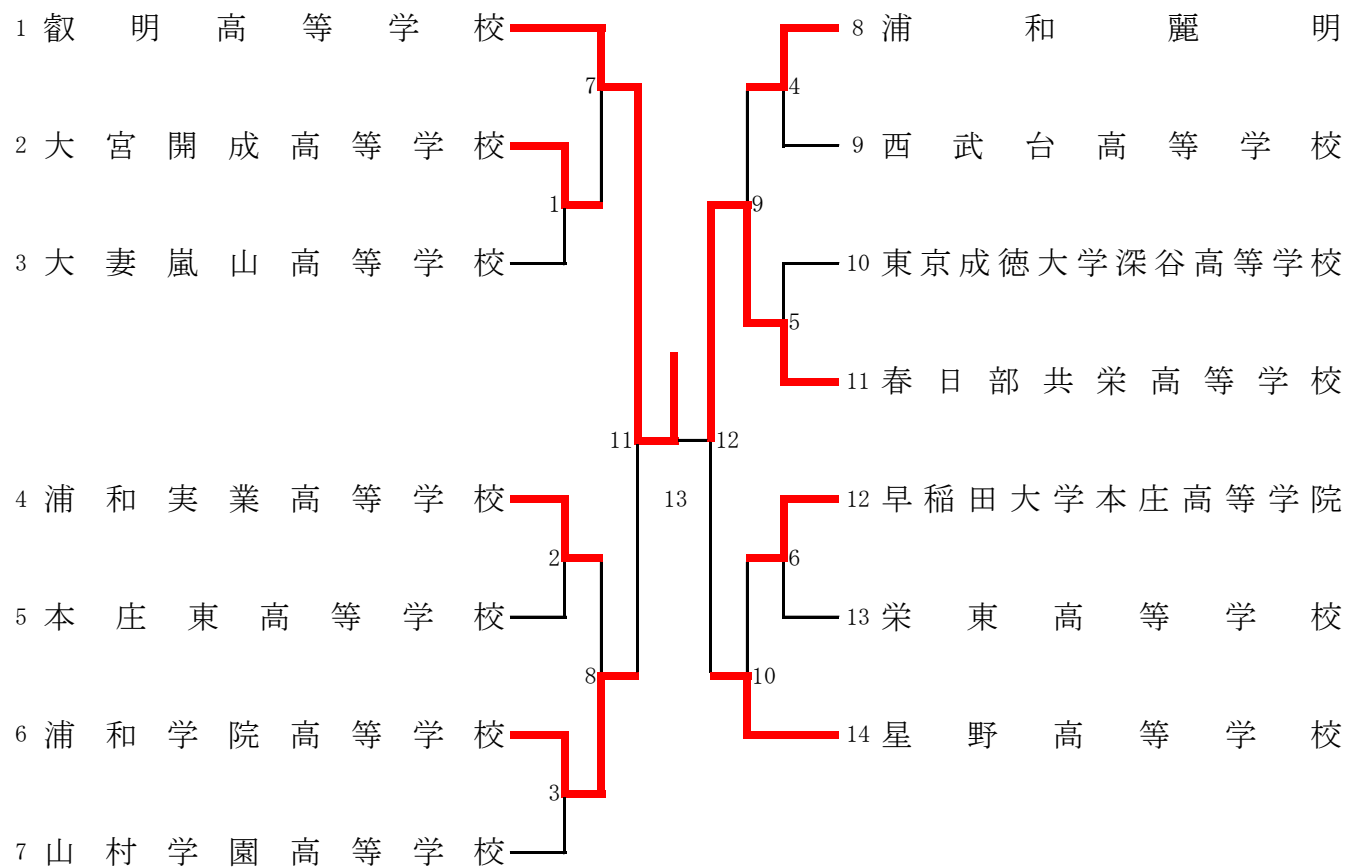 1 叡明高等学校
2 大宮開成高等学校
3 大妻嵐山高等学校
4 浦和実業高等学校
5 本庄東高等学校
6 浦和学院高等学校
7 山村学園高等学校
7
1
11
2
8
3
13
8 浦和麗明
9 西武台高等学校
10 東京成徳大学深谷高等学校
11 春日部共栄高等学校
12 早稲田大学本庄高等学院
13 栄東高等学校
14 星野高等学校
4
9
5
12
6
10